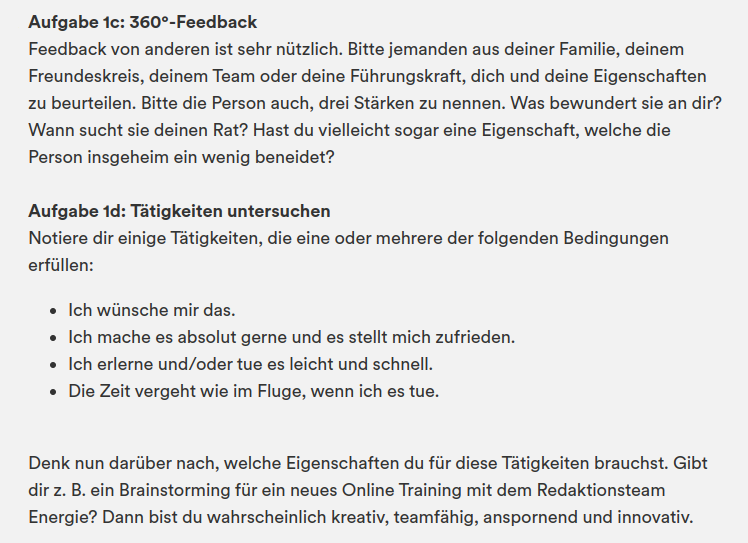 Aufgabe 1c: 360°-Feedback
Feedback von anderen ist sehr nützlich. Bitte jemanden aus deiner Familie, deinem
Freundeskreis, deinem Team oder deine Führungskraft, dich und deine Eigenschaften
zu beurteilen. Bitte die Person auch, drei Stärken zu nennen. Was bewundert sie an dir?
Wann sucht sie deinen Rat? Hast du vielleicht sogar eine Eigenschaft, welche die
Person insgeheim ein wenig beneidet?
Aufgabe 1d: Tätigkeiten untersuchen
Notiere dir einige Tätigkeiten, die eine oder mehrere der folgenden Bedingungen
erfüllen:
• Ich wünsche mir das.
• Ich mache es absolut gerne und es stellt mich zufrieden.
• Ich erlerne und/oder tue es leicht und schnell.
• Die Zeit vergeht wie im Fluge, wenn ich es tue.
Denk nun darüber nach, welche Eigenschaften du für diese Tätigkeiten brauchst. Gibt
dir z. B. ein Brainstorming für ein neues Online Training mit dem Redaktionsteam
Energie? Dann bist du wahrscheinlich kreativ, teamfähig, anspornend und innovativ.